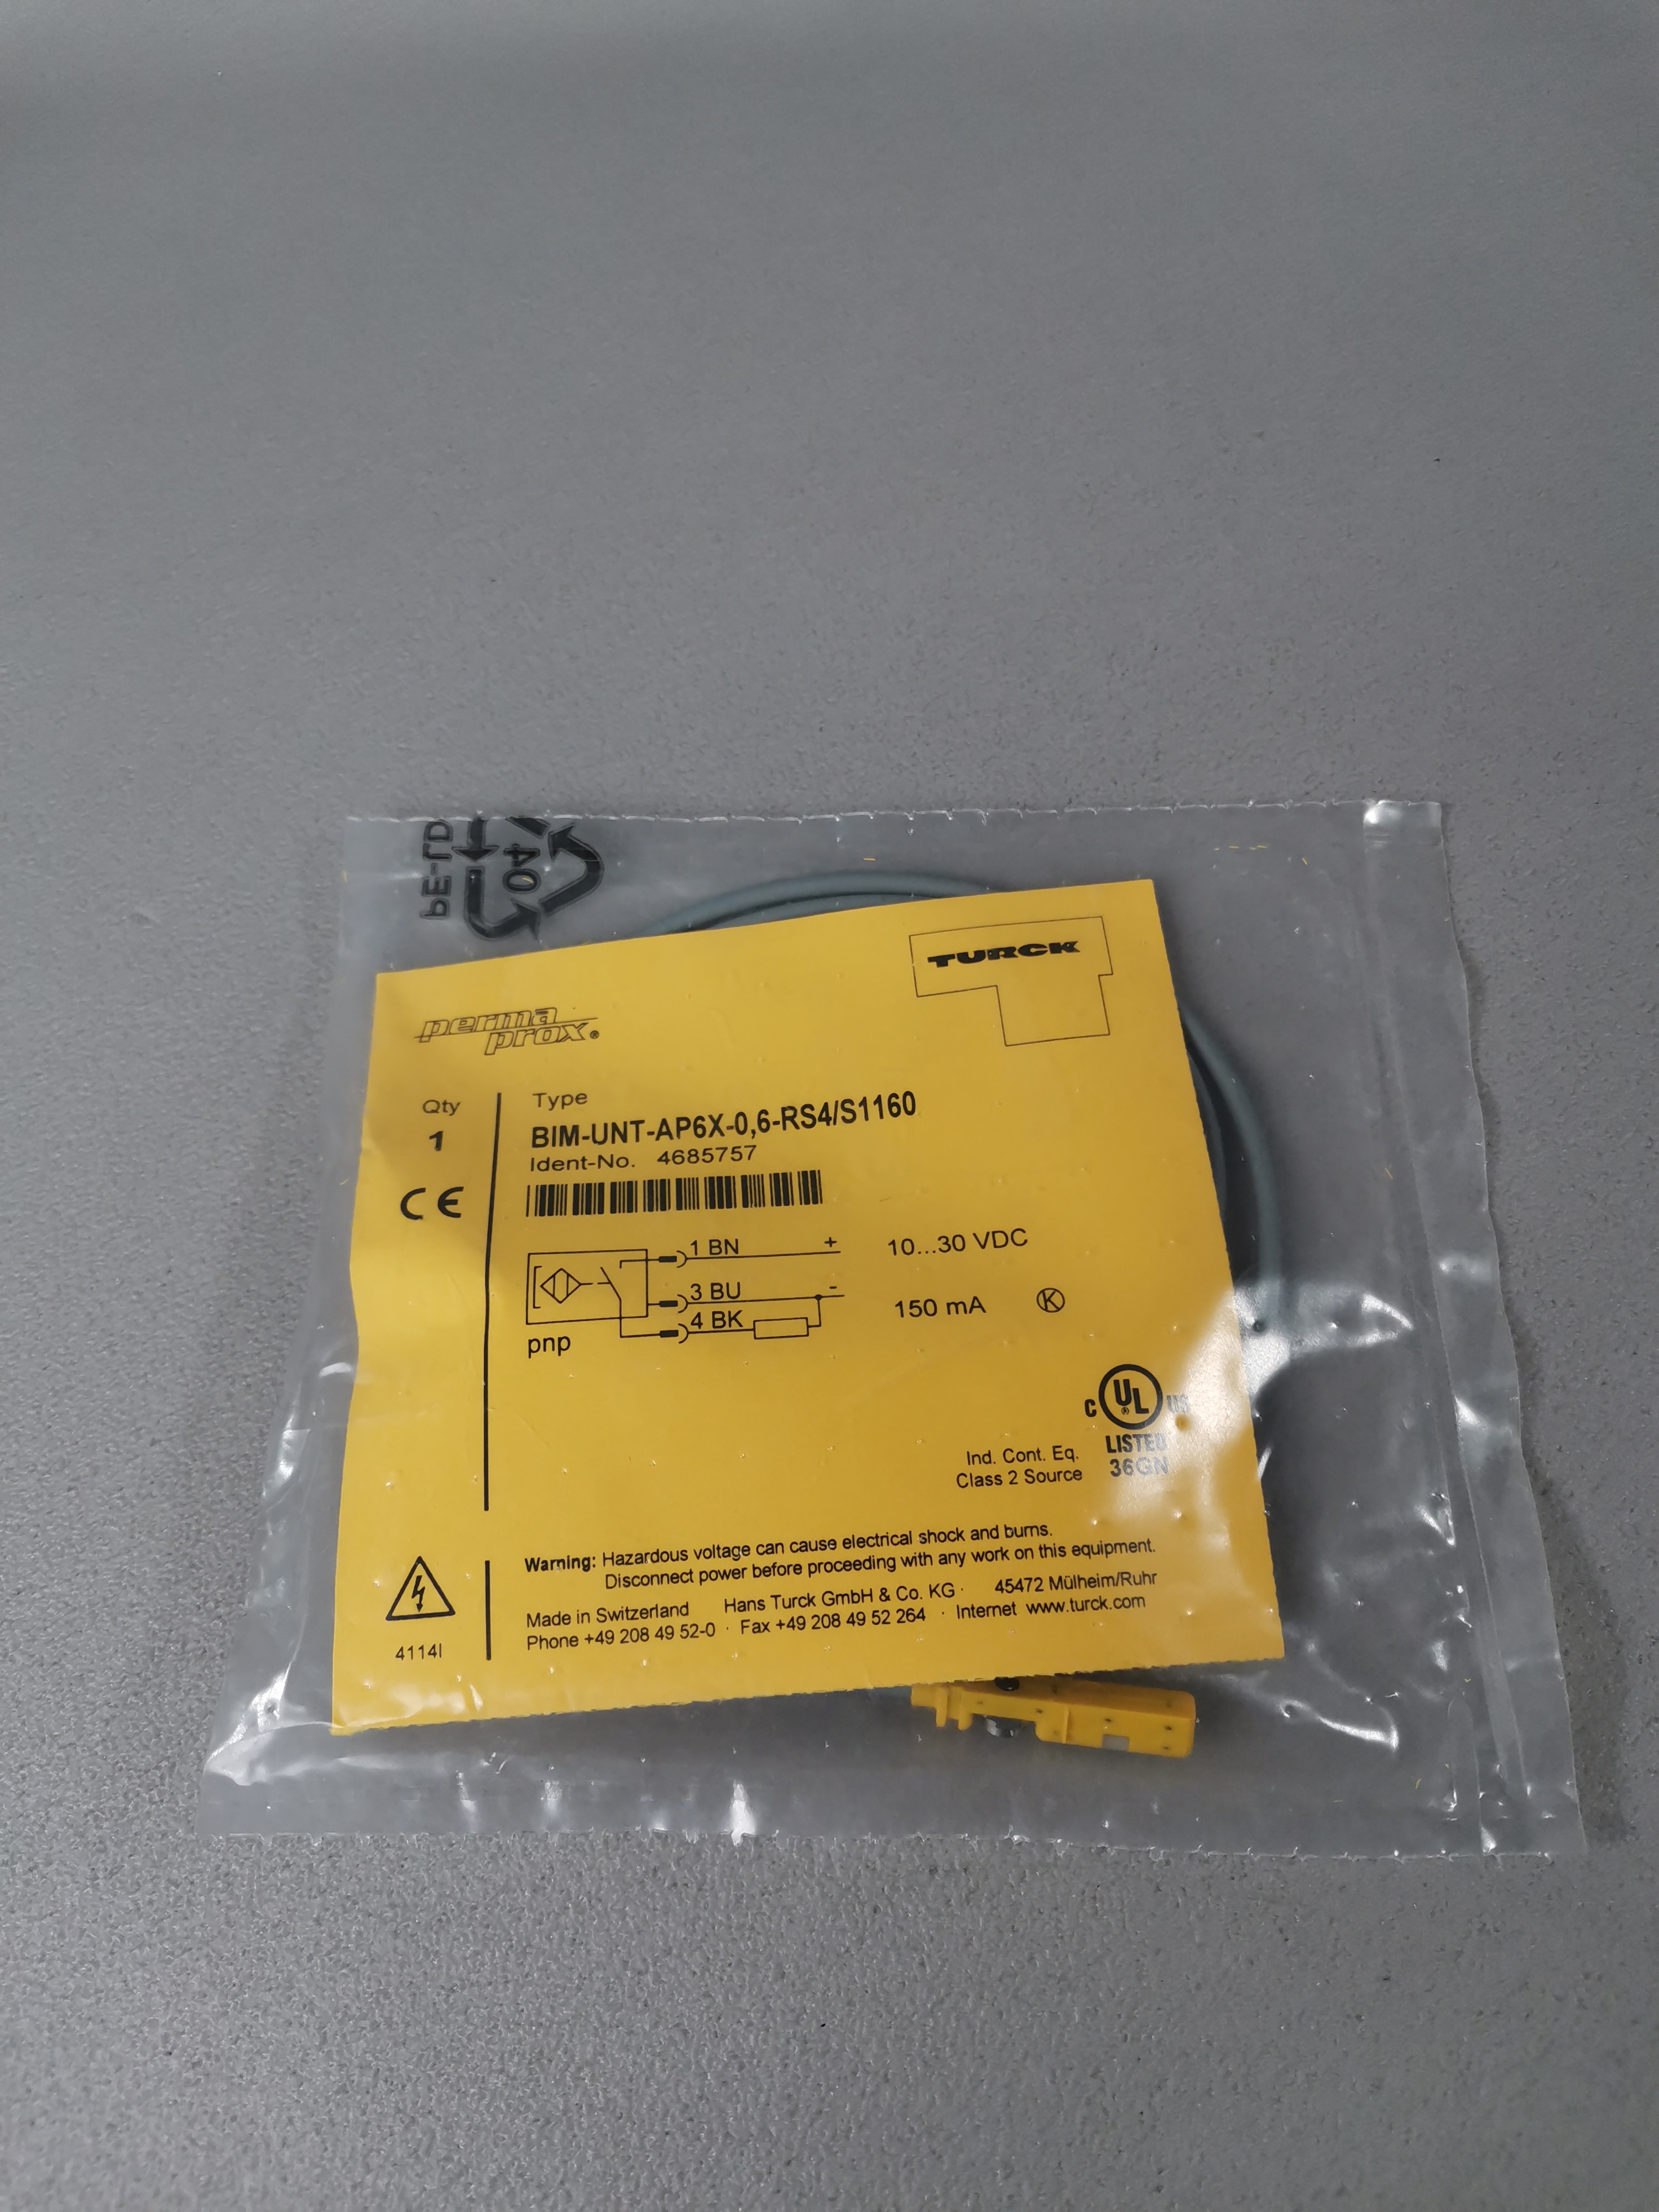 PE-LD
04
TURCK
perma
prox®
Qty
1
Type
BIM-UNT-AP6X-0,6-RS4/S1160
Ident-No. 4685757
CE
1 BN +
10...30 VDC
3 BU -
4 BK
150 mA K
pnp
C UL ® US
LISTED
36GN
Ind. Cont. Eq.
Class 2 Source
Warning: Hazardous voltage can cause electrical shock and burns.
Disconnect power before proceeding with any work on this equipment.
Made in Switzerland Hans Turck GmbH & Co. KG · 45472 Mülheim/Ruhr
Phone +49 208 49 52-0 · Fax +49 208 49 52 264 · Internet www.turck.com
4114I